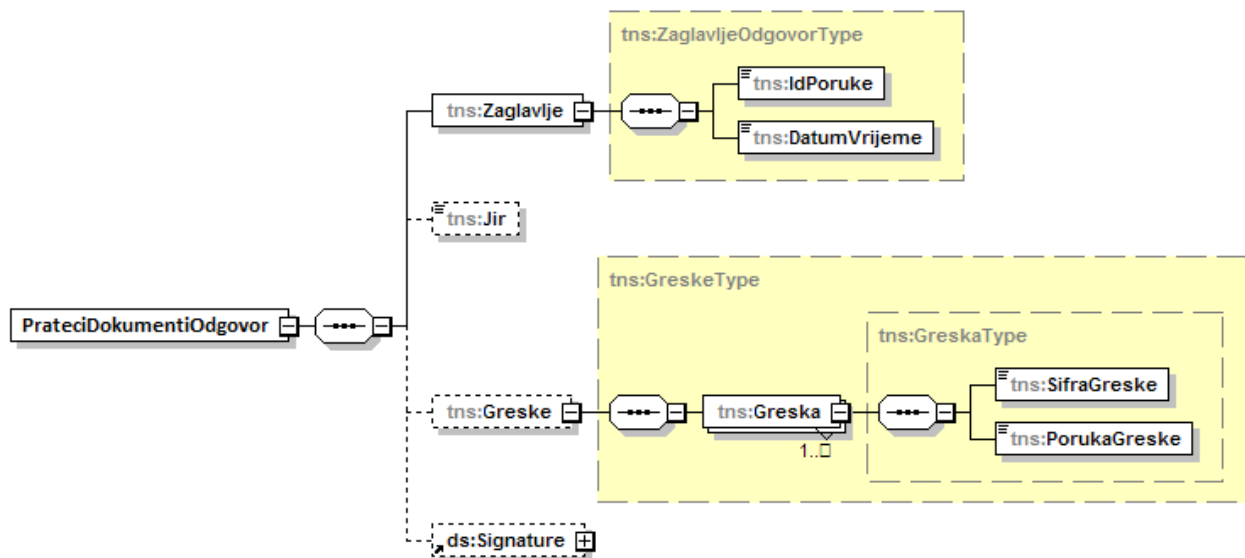 tns:ZaglavljeOdgovorType
tns:IdPoruke
tns:Zaglavlje
tns:DatumVrijeme
tns:Jir
tns:GreskeType
PrateciDokumentiOdgovor
tns:GreskaType
tns:SifraGreske
tns:Greske
tns:Greska
tns:PorukaGreske
1..□
ds:Signature